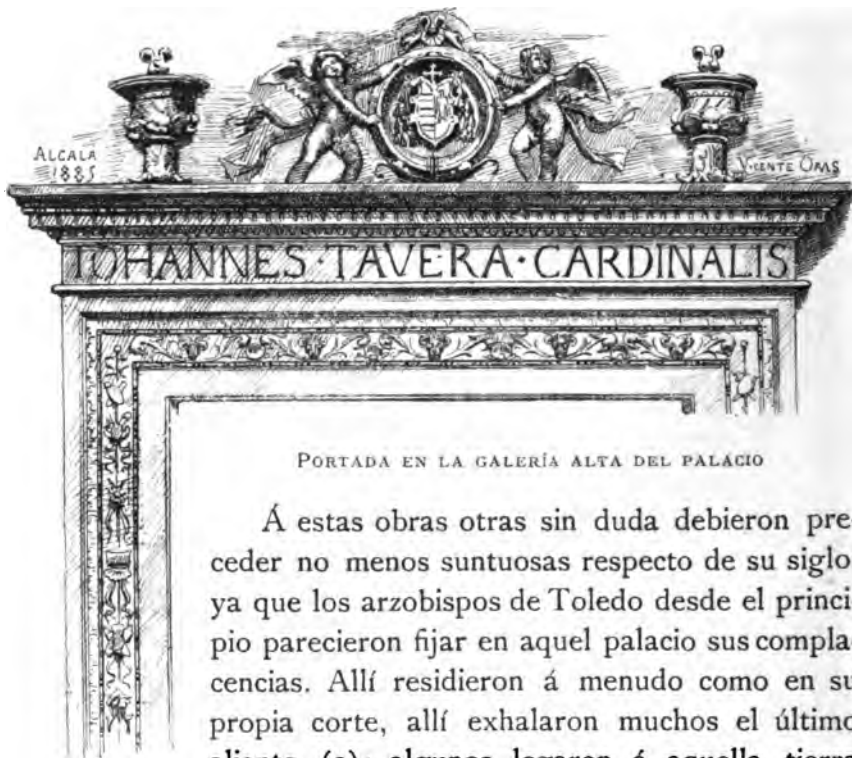 ALCALA
1885
VICENTE OMS
IOHANNES·TAVERA·CARDINALIS
PORTADA EN LA GALERÍA ALTA DEL PALACIO
Á estas obras otras sin duda debieron pre
ceder no menos suntuosas respecto de su siglo
ya que los arzobispos de Toledo desde el princi
pio parecieron fijar en aquel palacio sus compla
cencias. Allí residieron á menudo como en su
propia corte, allí exhalaron muchos el último